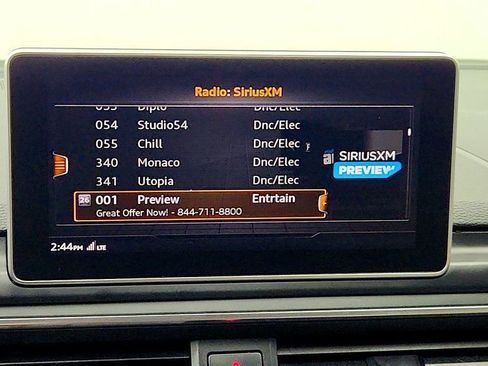 Radio: SiriusXM
053 Diplo Dnc/Elec
054 Studio54 Dnc/Elec
055 Chill Dnc/Elec
340 Monaco Dnc/Elec
341 Utopia Dnc/Elec
26 001 Preview Entrtain
Great Offer Now! - 844-711-8800
SIRIUSXM
PREVIEW
2:44PM LTE